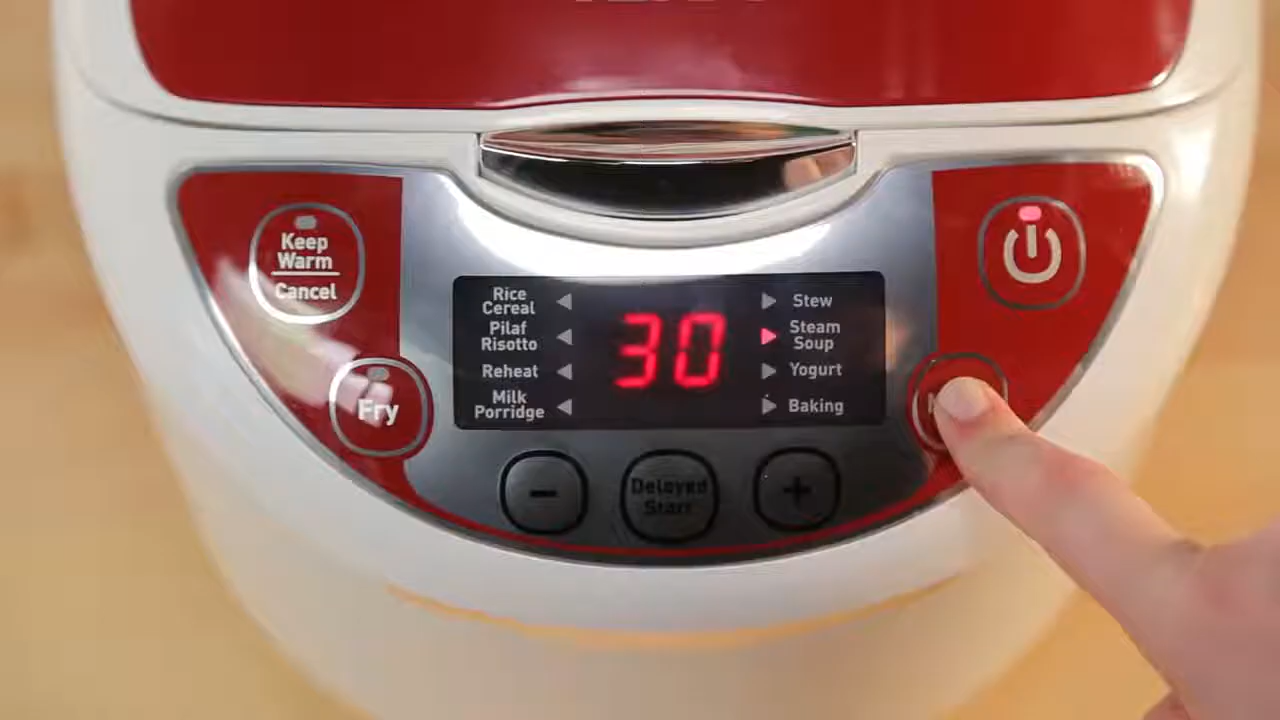 Keep
Warm
Cancel
Fry
Rice
Cereal
Pilaf
Risotto
Reheat
Milk
Porridge
30
Stew
Steam
Soup
Yogurt
Baking
-
Delayed
Start
+